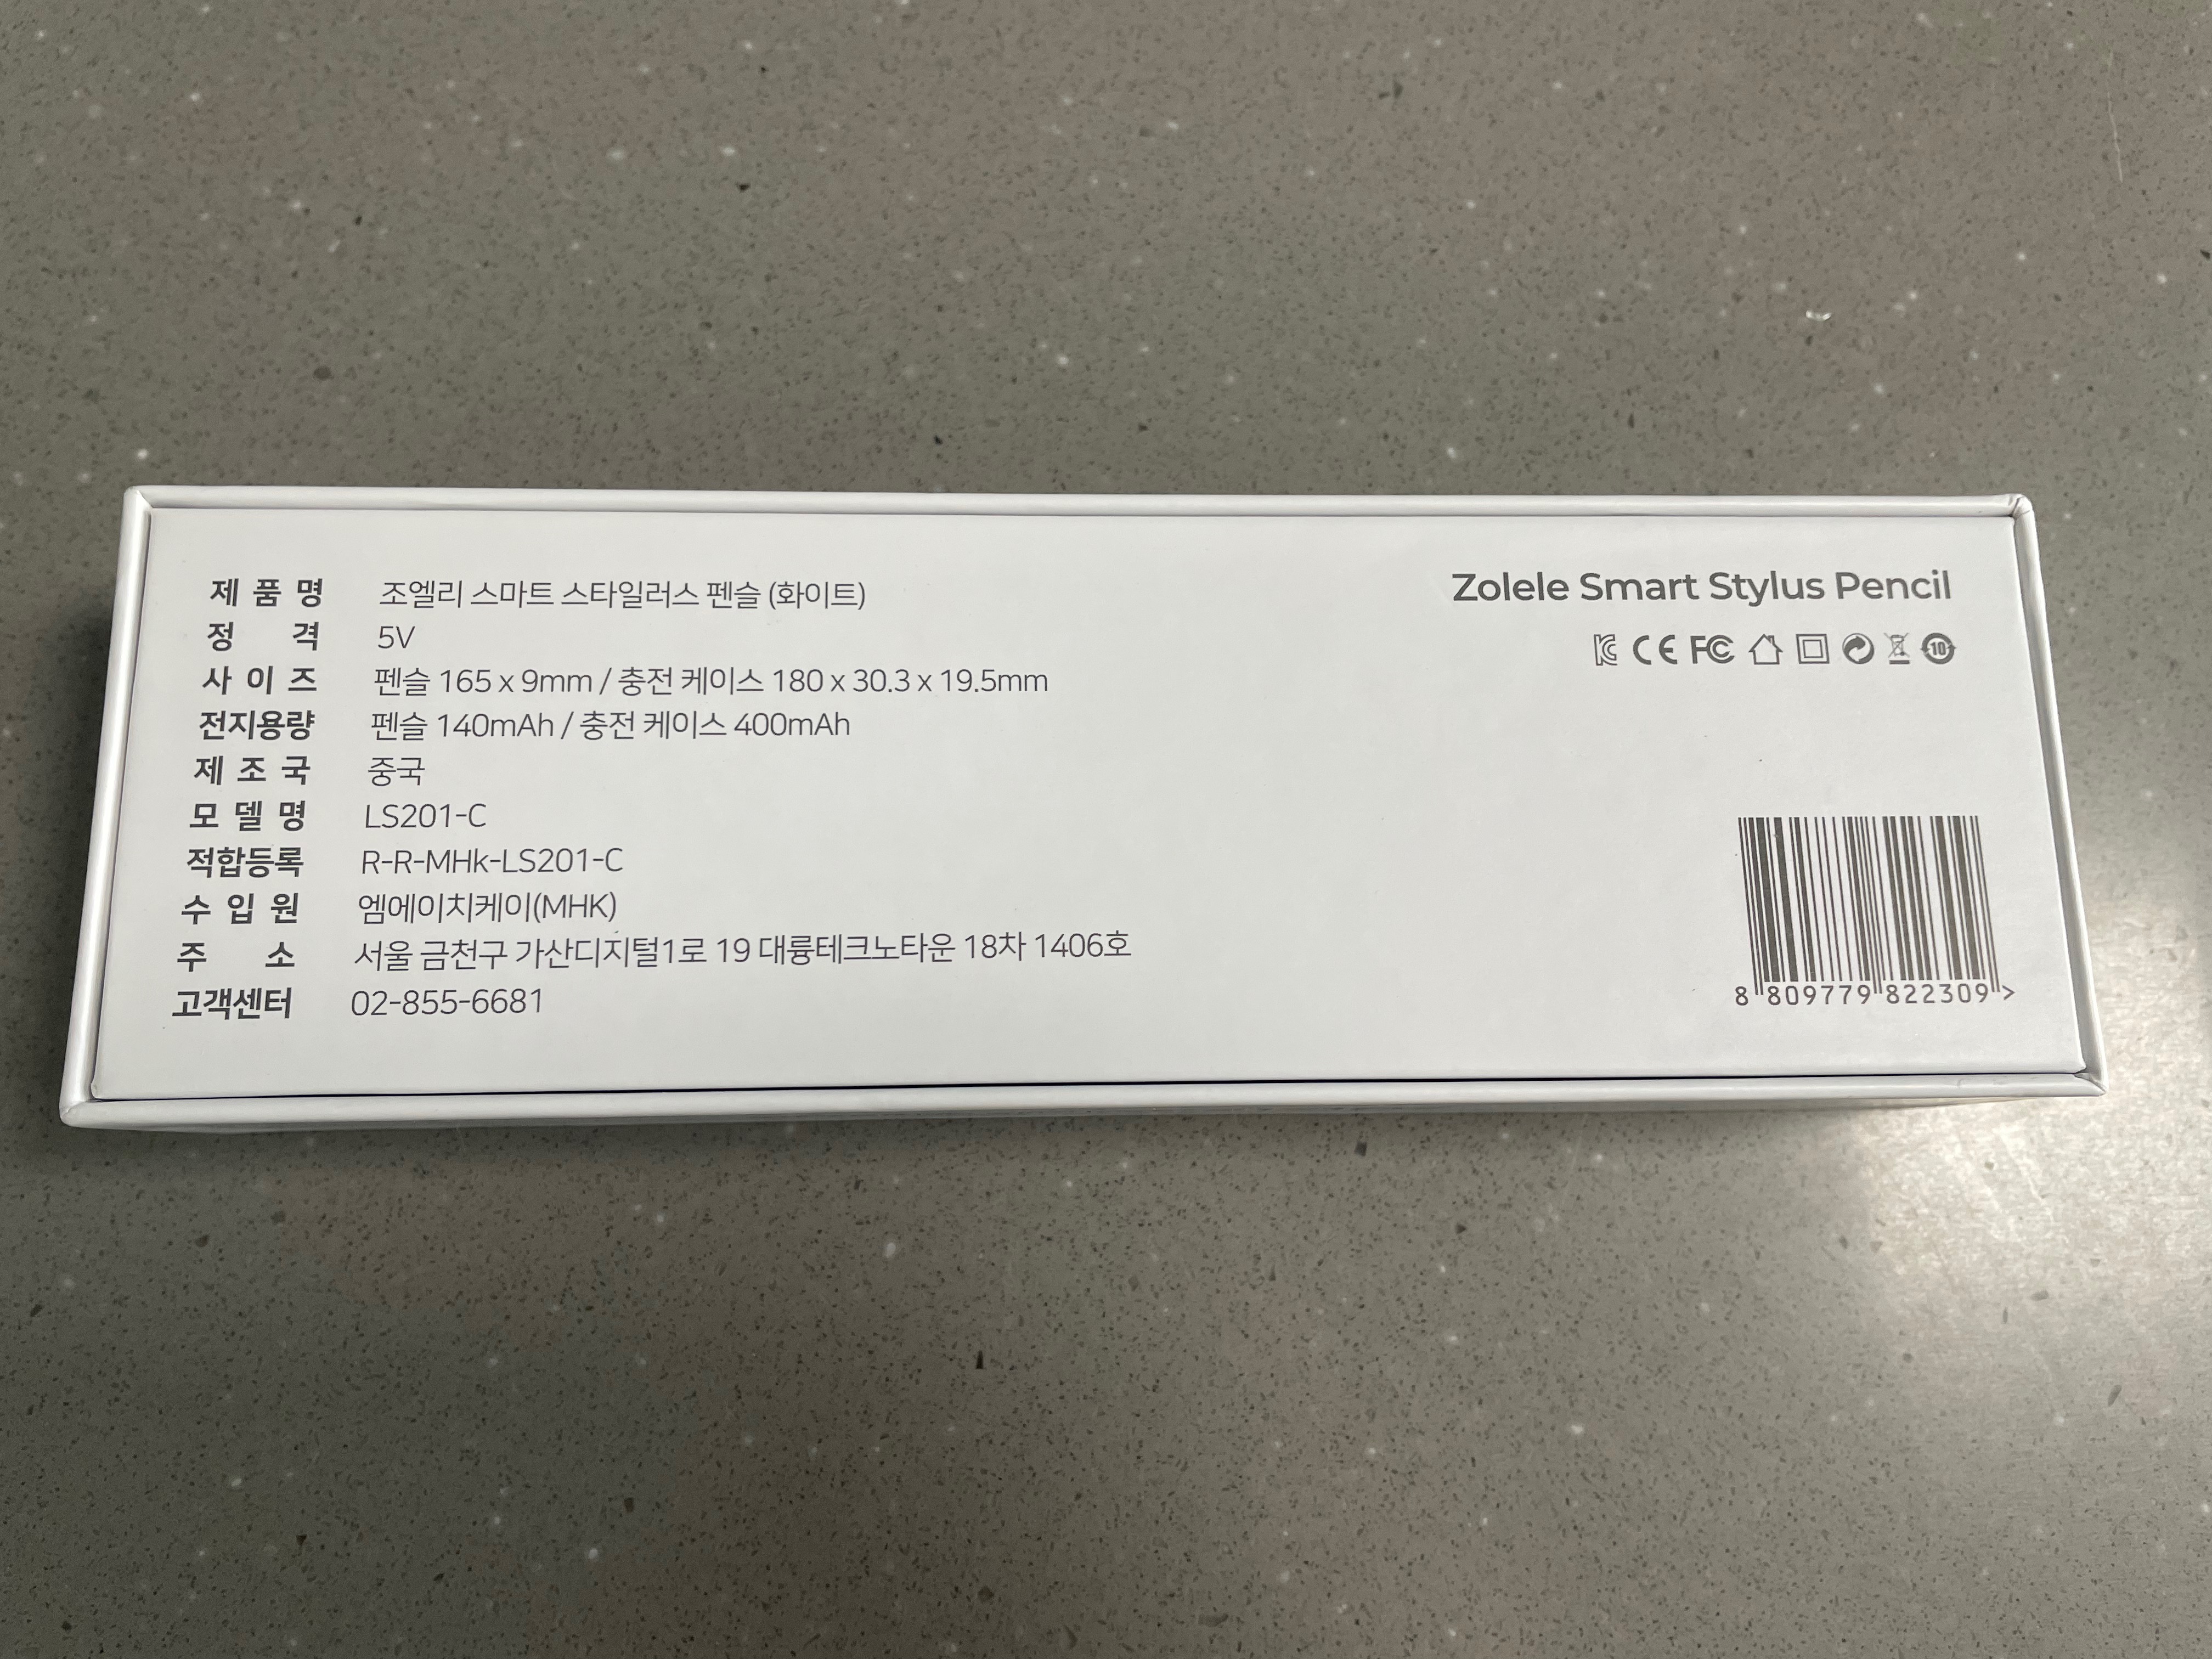 제 품 명 조엘리 스마트 스타일러스 펜슬 (화이트)
정 격 5V
사 이 즈 펜슬 165 x 9mm / 충전 케이스 180 x 30.3 x 19.5mm
전지용량 펜슬 140mAh / 충전 케이스 400mAh
제 조 국 중국
모 델 명 LS201-C
적합등록 R-R-MHk-LS201-C
수 입 원 엠에이치케이(MHK)
주 소 서울 금천구 가산디지털1로 19 대륭테크노타운 18차 1406호
고객센터 02-855-6681
Zolele Smart Stylus Pencil
CE FC 10
8 809779 822309 >